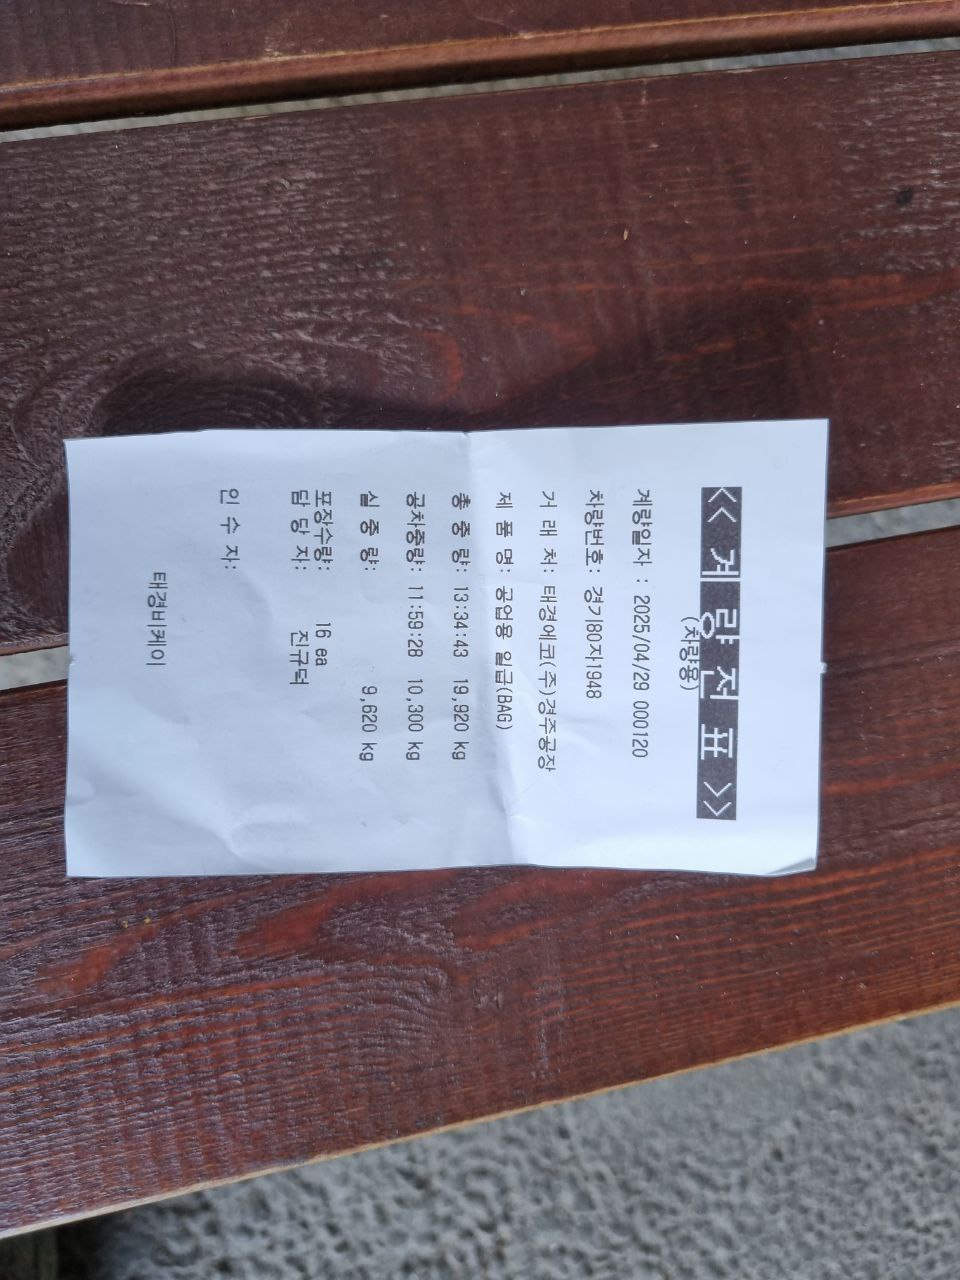 << 계 량 전 표 >>
(차량용)
계량일자 : 2025/04/29 000120
차량번호: 경기80자1948
거 래 처: 태경에코(주)경주공장
제 품 명: 공업용 일급(BAG)
총 중 량: 13:34:43 19,920 kg
공차중량: 11:59:28 10,300 kg
실 중 량: 9,620 kg
포장수량: 16 ea
담 당 자: 진규덕
인 수 자:
태경비케이